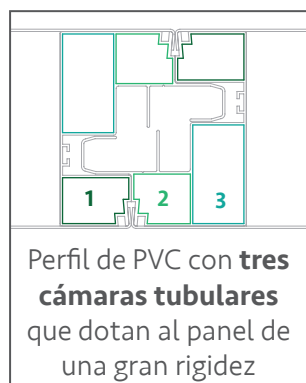 1 2 3
Perfil de PVC con tres
cámaras tubulares
que dotan al panel de
una gran rigidez